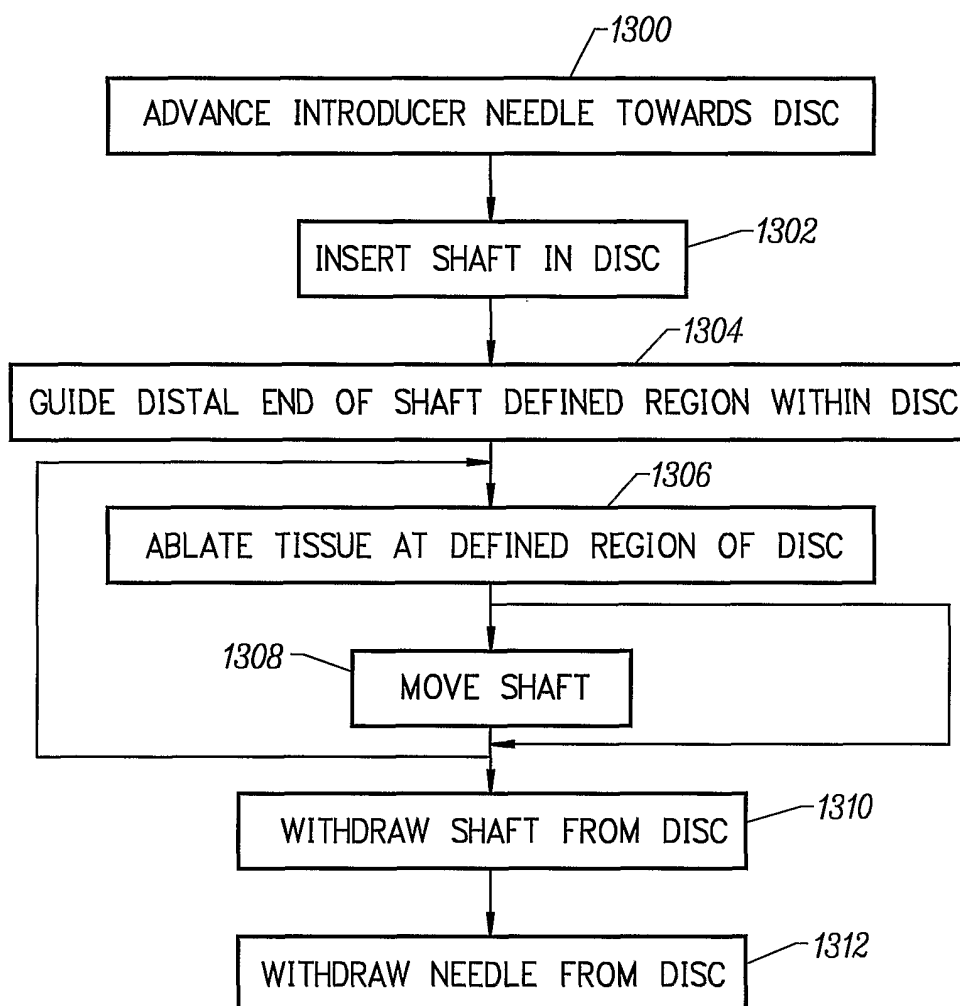 1300
ADVANCE INTRODUCER NEEDLE TOWARDS DISC
1302
INSERT SHAFT IN DISC
1304
GUIDE DISTAL END OF SHAFT DEFINED REGION WITHIN DISC
1306
ABLATE TISSUE AT DEFINED REGION OF DISC
1308
MOVE SHAFT
1310
WITHDRAW SHAFT FROM DISC
1312
WITHDRAW NEEDLE FROM DISC